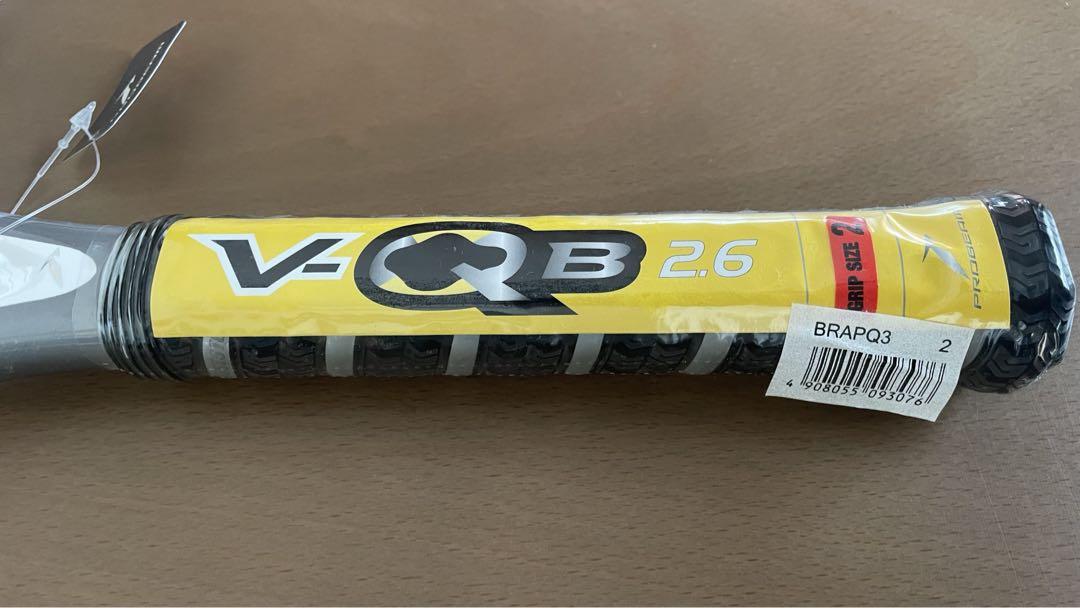 V-QB 2.6
GRIP SIZE 2
PROBEAM
BRAPQ3 2
4 908055 093076